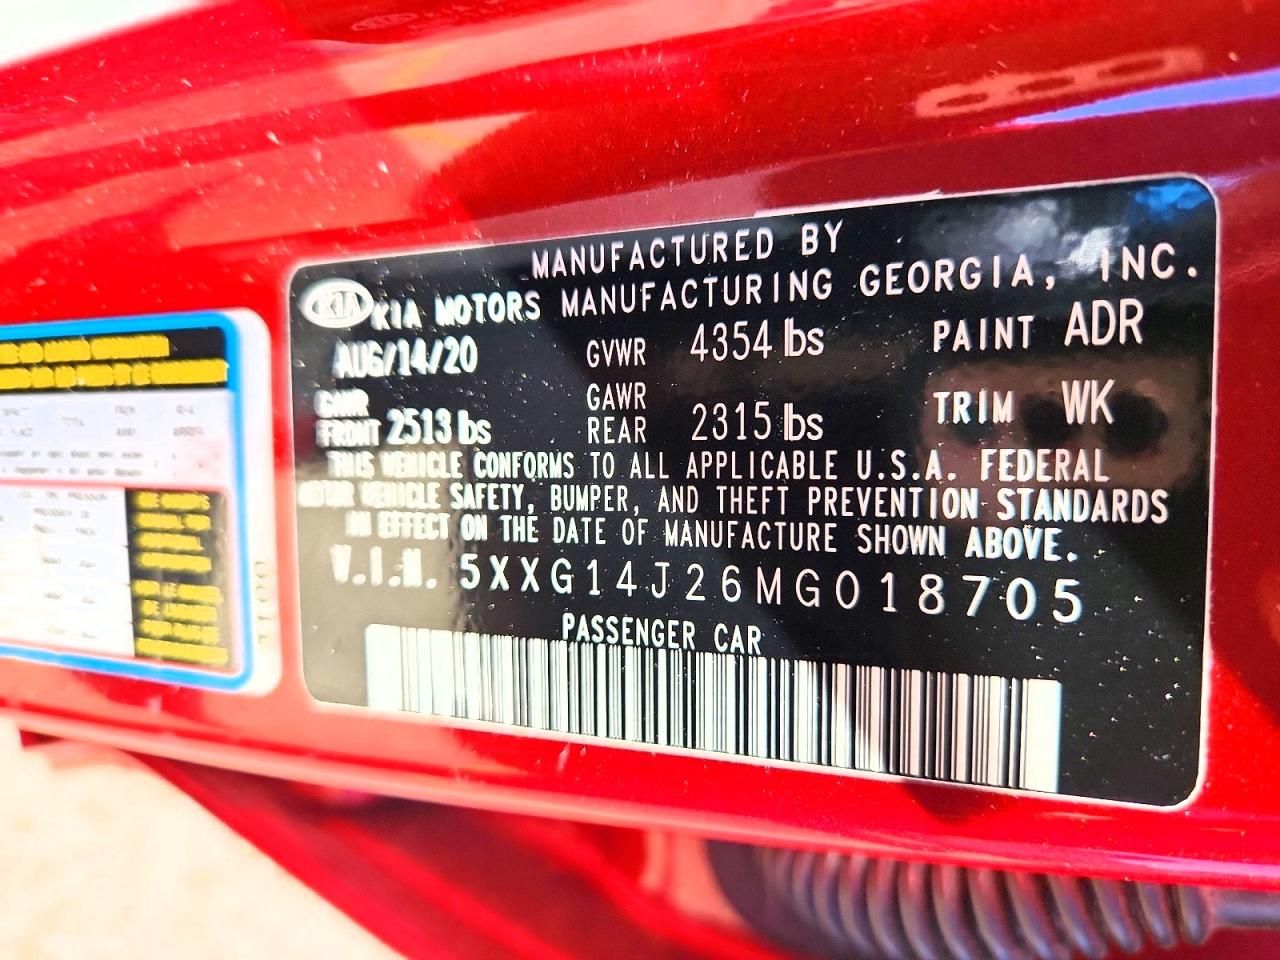 MANUFACTURED BY
KIA KIA MOTORS MANUFACTURING GEORGIA, INC.
AUG/14/20 GVWR 4354 lbs PAINT ADR
GAWR FRONT 2513 lbs GAWR REAR 2315 lbs TRIM WK
THIS VEHICLE CONFORMS TO ALL APPLICABLE U.S.A. FEDERAL
MOTOR VEHICLE SAFETY, BUMPER, AND THEFT PREVENTION STANDARDS
IN EFFECT ON THE DATE OF MANUFACTURE SHOWN ABOVE.
V.I.N. 5XXG14J26MG018705
PASSENGER CAR